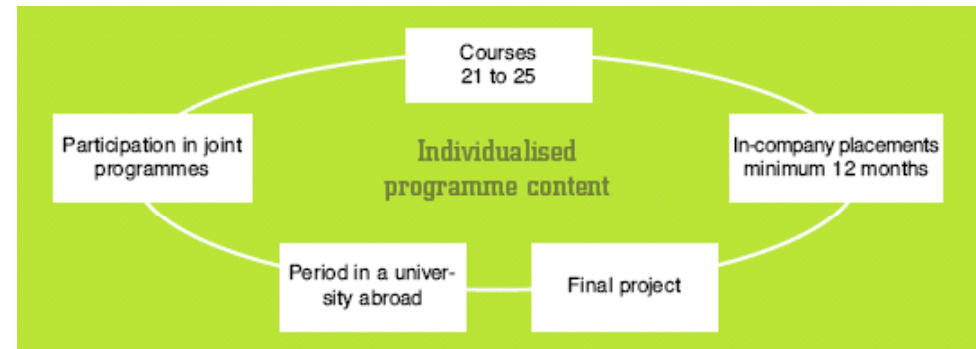 Courses
21 to 25
Participation in joint
programmes
Individualised
programme content
In-company placements
minimum 12 months
Period in a univer-
sity abroad
Final project